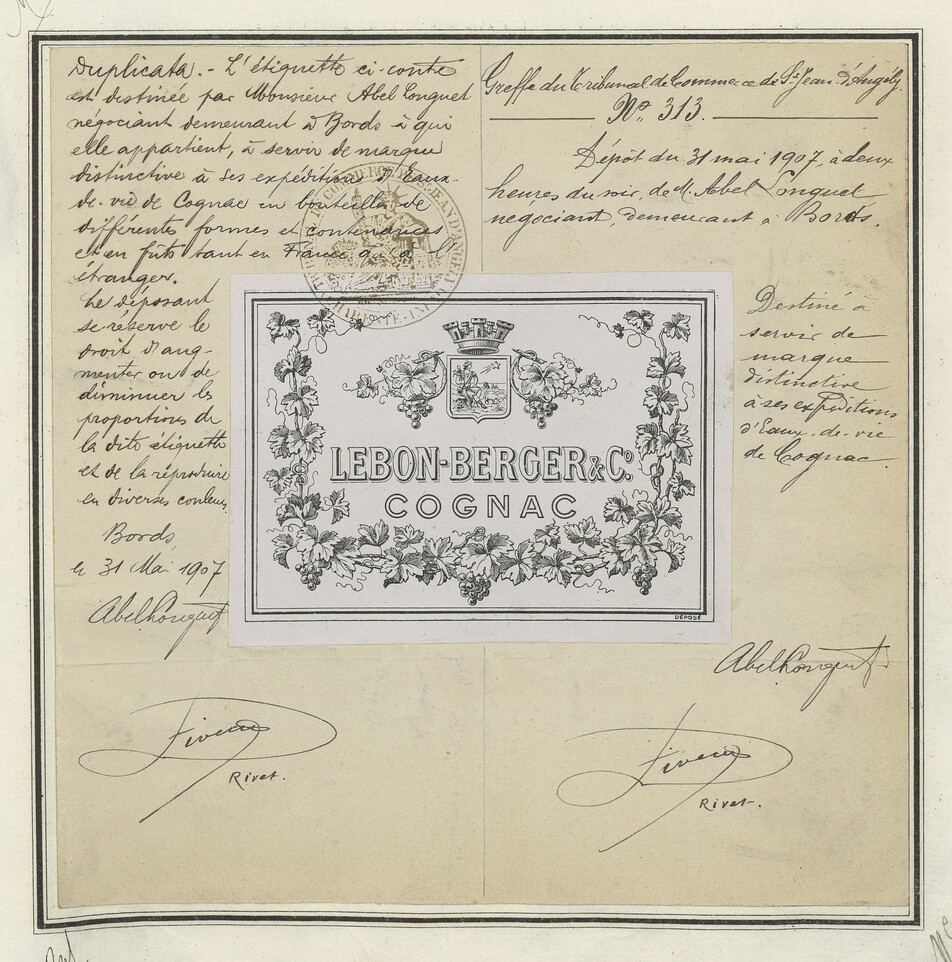 Duplicata.- L'étiquette ci-contre
est destinée par Monsieur Abel Longuet
négociant demeurant à Bords à qui
elle appartient, à servir de marque
distinctive à ses expéditions d'Eaux-
de-vie de Cognac en bouteilles de
différentes formes et contenances
et en fûts tant en France qu'à l'
étranger.
Le déposant
se réserve le
droit d'aug-
menter ou de
diminuer les
proportions de
la dite étiquette
et de la reproduire
en diverses couleurs
Bords
le 31 Mai 1907
Abel Longuet
Rivet.
Greffe du Tribunal de Commerce de St Jean-d'Angély.
No. 313.
Dépôt du 31 mai 1907, à deux
heures du soir, de M. Abel Longuet
négociant, demeurant à Bords.
LEBON-BERGER & Co.
COGNAC
DÉPOSÉ
Destiné à
servir de
marque
distinctive
à ses expéditions
d'Eaux-de-vie
de Cognac.
Abel Longuet
Rivet.